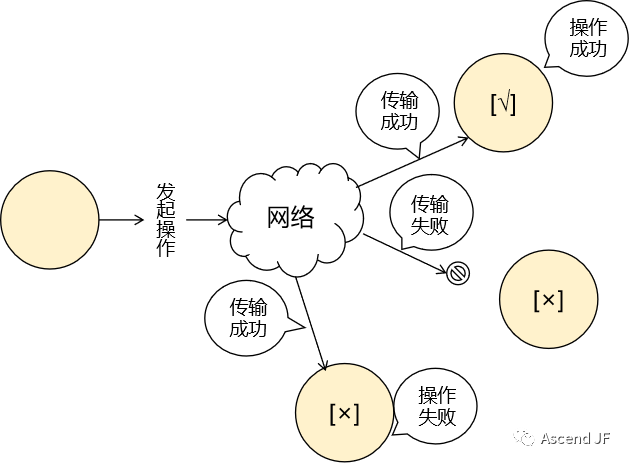 操作
成功
[√]
传输
成功
发
起
操
作
网络
传输
失败
[×]
传输
成功
[×]
操作
失败
Ascend JF